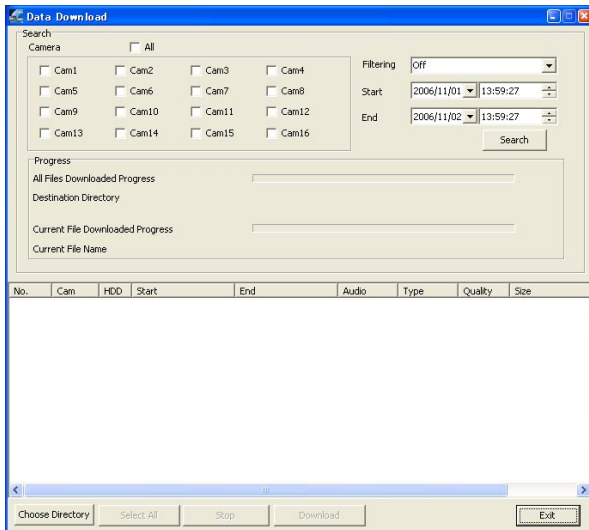 Data Download
Search
Camera All
Cam1 Cam2 Cam3 Cam4
Cam5 Cam6 Cam7 Cam8
Cam9 Cam10 Cam11 Cam12
Cam13 Cam14 Cam15 Cam16
Filtering Off
Start 2006/11/01 13:59:27
End 2006/11/02 13:59:27
Search
Progress
All Files Downloaded Progress
Destination Directory
Current File Downloaded Progress
Current File Name
No. Cam HDD Start End Audio Type Quality Size
Choose Directory Select All Stop Download Exit